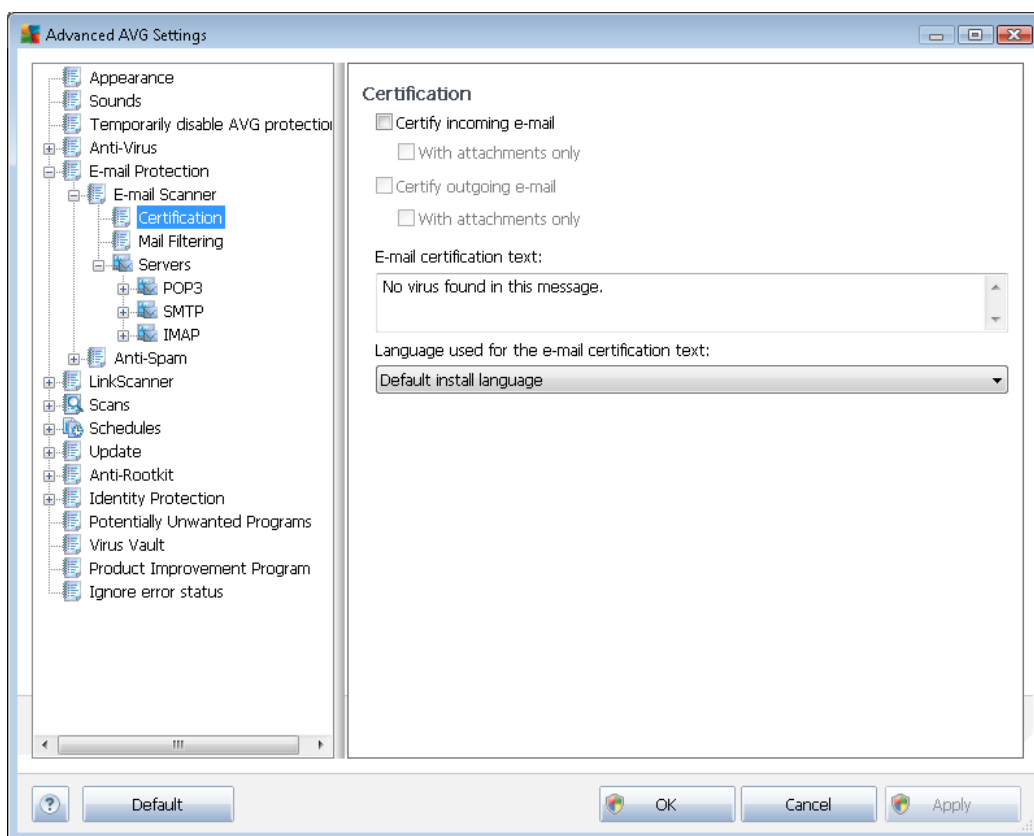 Advanced AVG Settings
Appearance
Sounds
Temporarily disable AVG protection
Anti-Virus
E-mail Protection
E-mail Scanner
Certification
Mail Filtering
Servers
POP3
SMTP
IMAP
Anti-Spam
LinkScanner
Scans
Schedules
Update
Anti-Rootkit
Identity Protection
Potentially Unwanted Programs
Virus Vault
Product Improvement Program
Ignore error status
Certification
Certify incoming e-mail
With attachments only
Certify outgoing e-mail
With attachments only
E-mail certification text:
No virus found in this message.
Language used for the e-mail certification text:
Default install language
?
Default
OK
Cancel
Apply